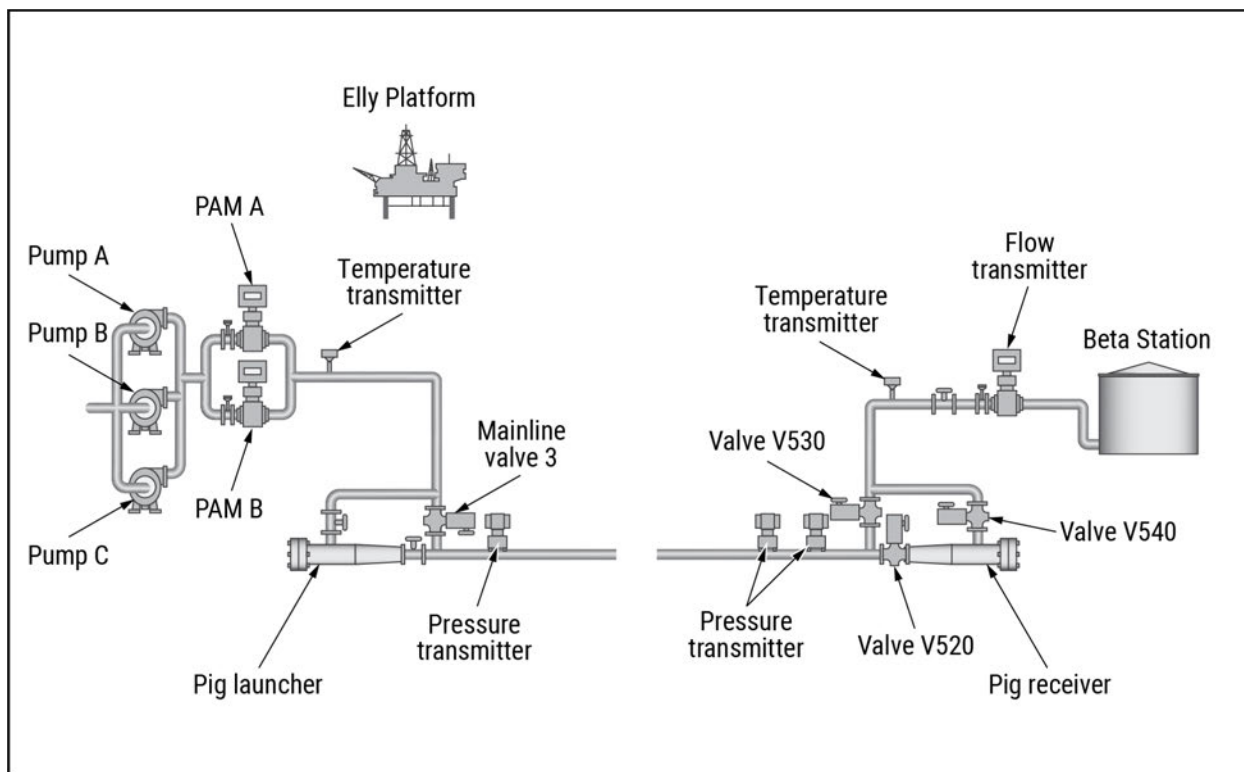 Elly Platform
PAM A
Pump A
Temperature
transmitter
Pump B
PAM B
Mainline
valve 3
Pump C
Pig launcher
Pressure
transmitter
Flow
transmitter
Temperature
transmitter
Beta Station
Valve V530
Valve V540
Pressure
transmitter
Valve V520
Pig receiver